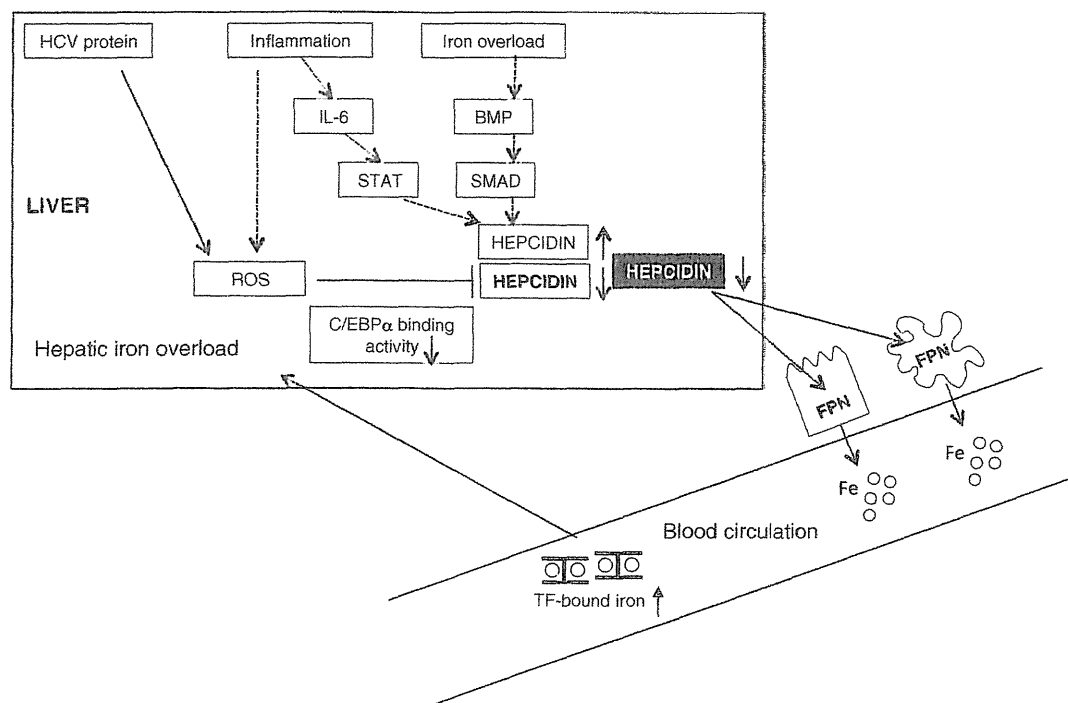 HCV protein
Inflammation
Iron overload
IL-6
BMP
STAT
SMAD
LIVER
HEPCIDIN
HEPCIDIN
HEPCIDIN
ROS
C/EBPα binding
activity
Hepatic iron overload
FPN
FPN
Fe
Fe
Blood circulation
TF-bound iron